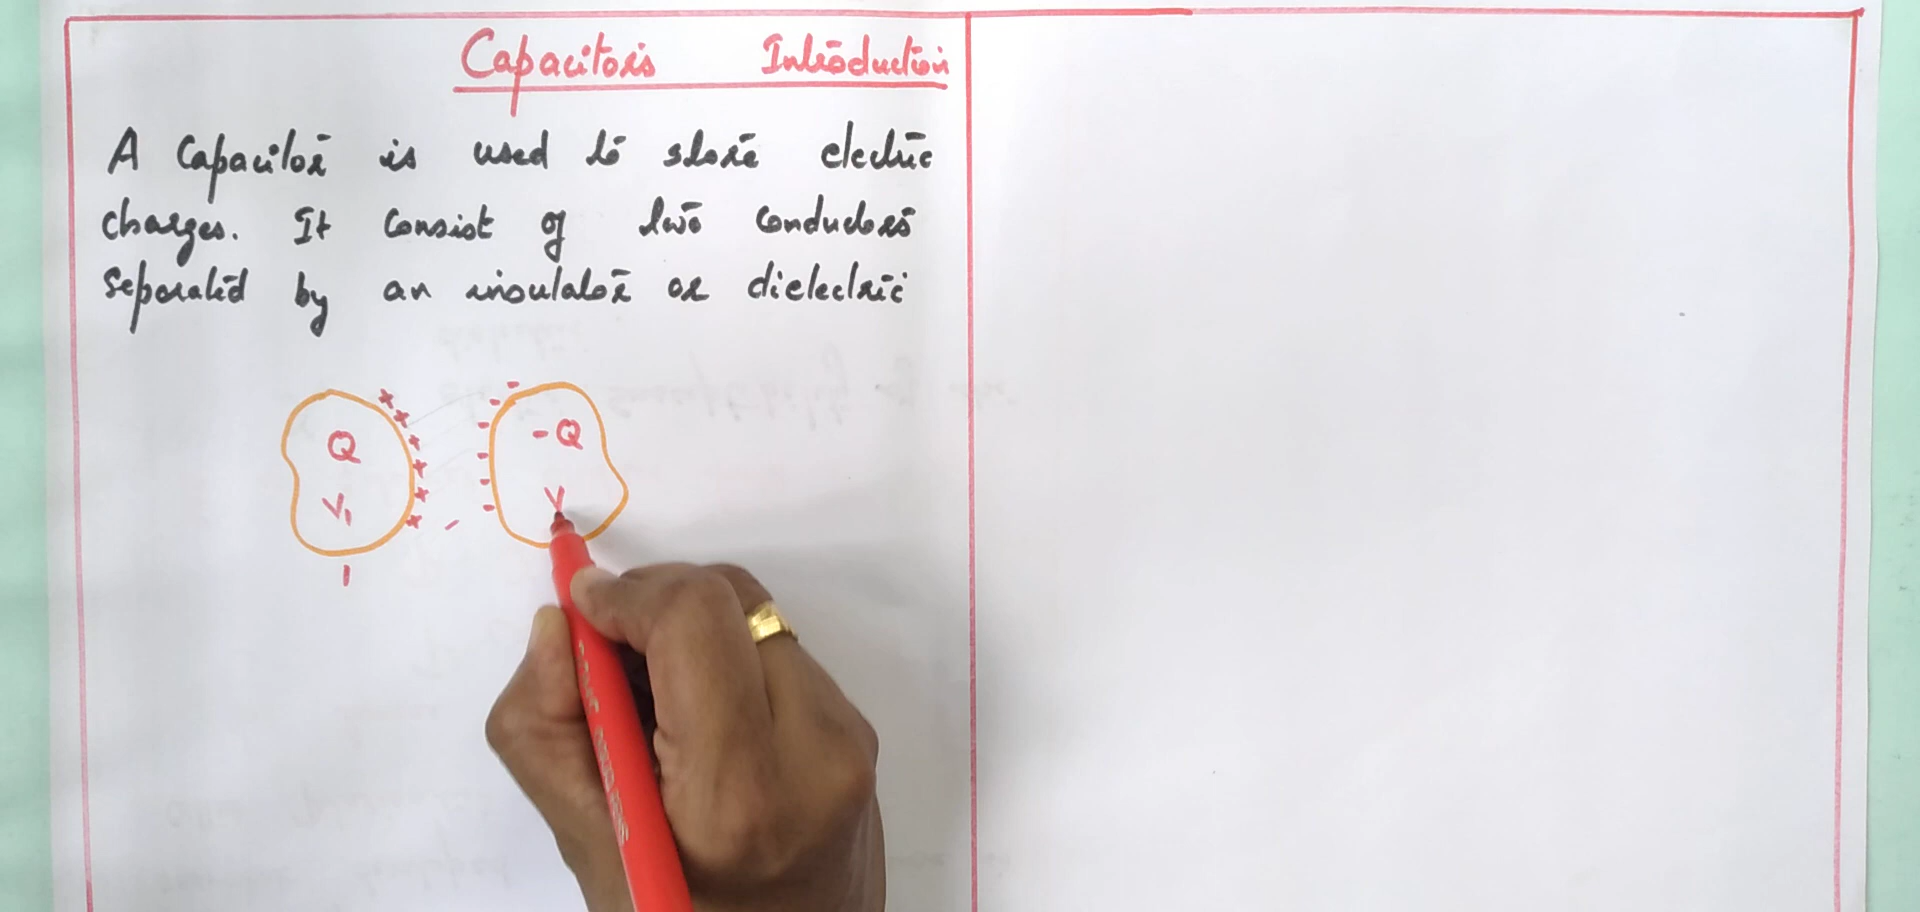 Capacitors Introduction
A Capacitor is used to store electric
charges. It Consist of two Conductors
Separated by an insulator or dielectric
Q -Q
V1 V
1